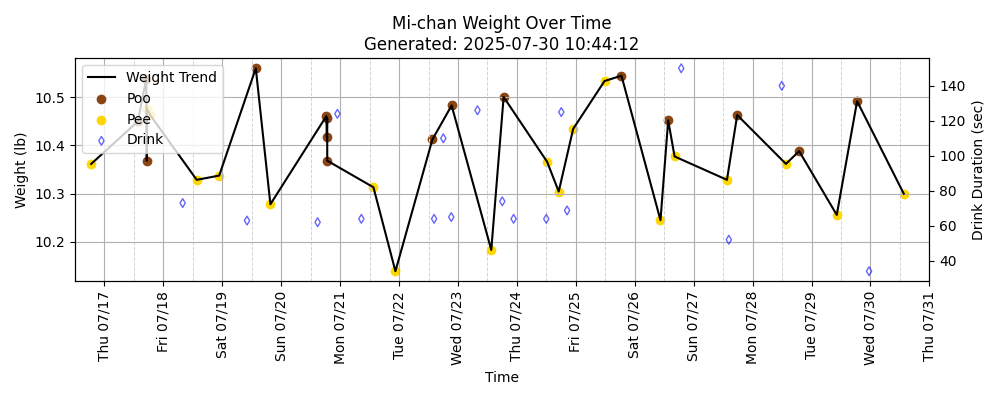 Mi-chan Weight Over Time
Generated: 2025-07-30 10:44:12
Weight Trend
Poo
Pee
Drink
Weight (lb)
10.5
10.4
10.3
10.2
140
120
100
80
60
40
Drink Duration (sec)
Thu 07/17
Fri 07/18
Sat 07/19
Sun 07/20
Mon 07/21
Tue 07/22
Wed 07/23
Thu 07/24
Fri 07/25
Sat 07/26
Sun 07/27
Mon 07/28
Tue 07/29
Wed 07/30
Thu 07/31
Time